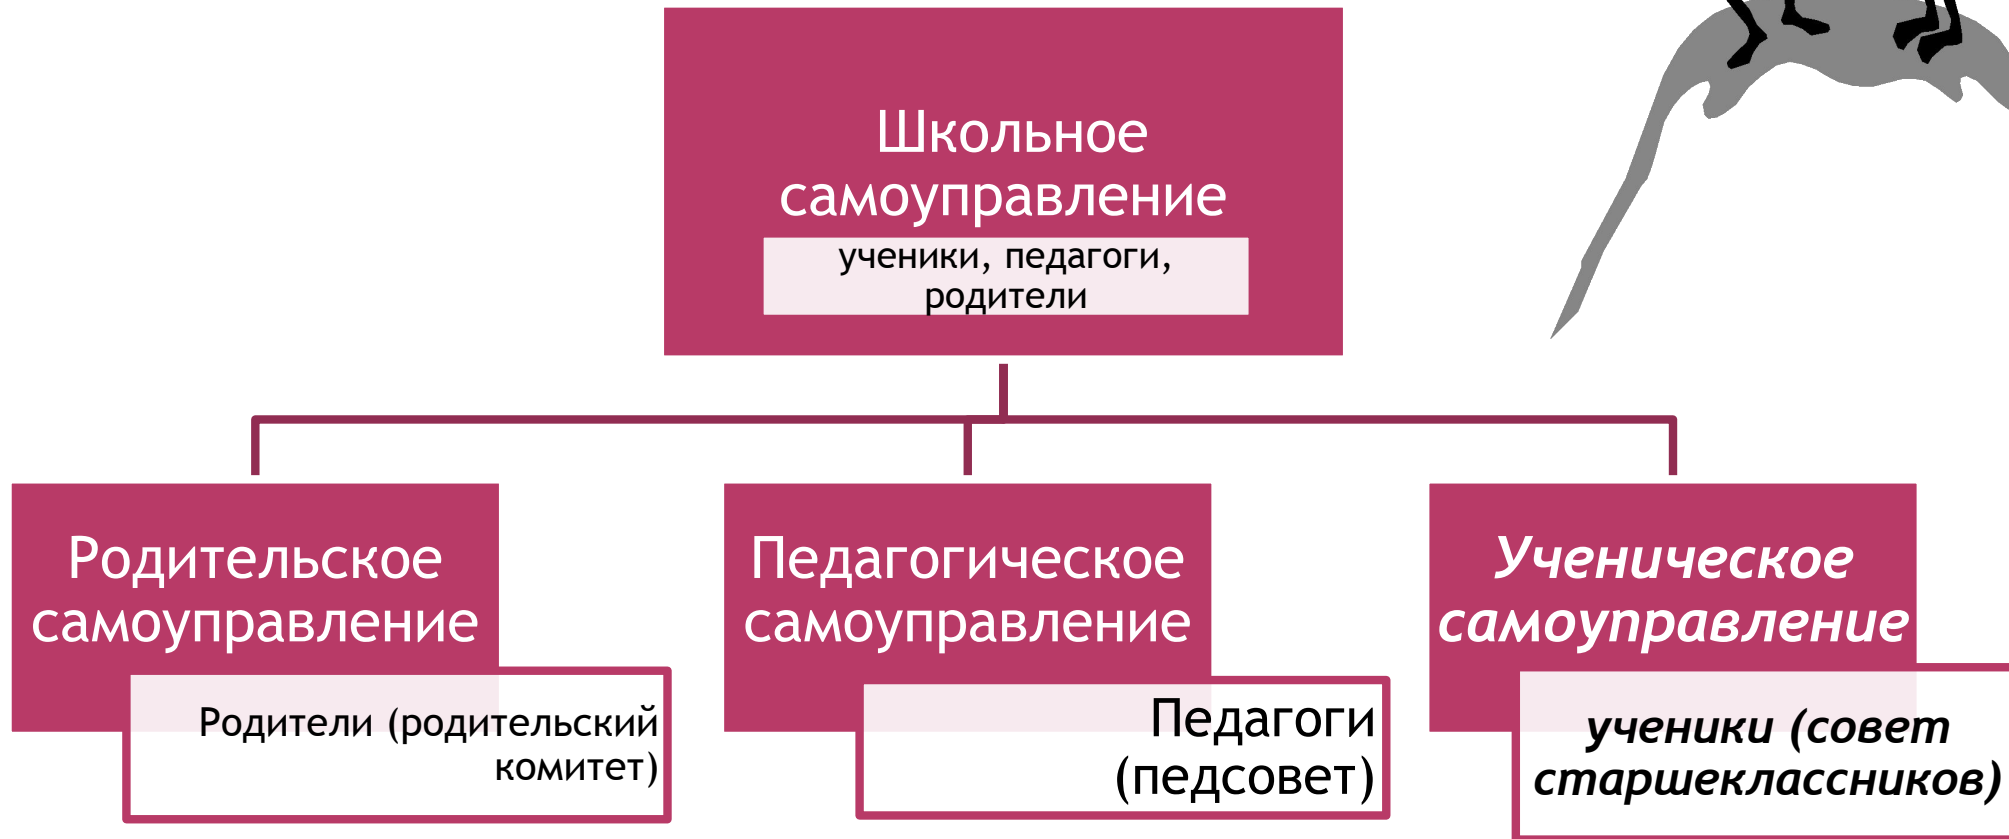 Школьное
самоуправление
ученики, педагоги,
родители
Родительское
самоуправление
Родители (родительский
комитет)
Педагогическое
самоуправление
Педагоги
(педсовет)
Ученическое
самоуправление
ученики (совет
старшеклассников)